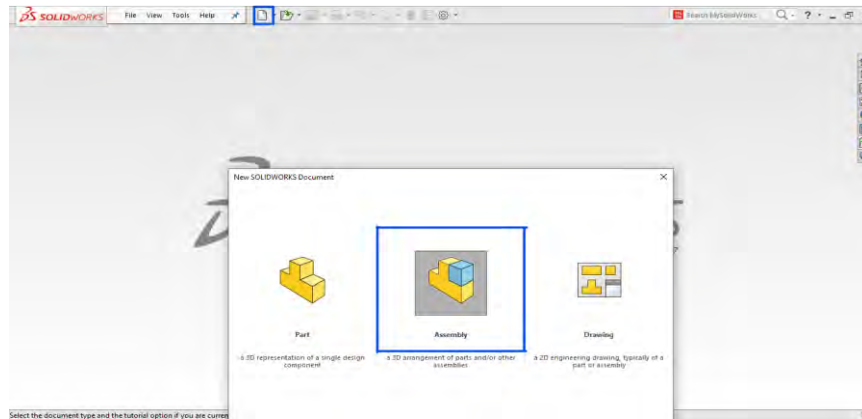 SOLIDWORKS File View Tools Help Search MySolidWorks ?
New SOLIDWORKS Document
Part
Assembly
Drawing
a 3D representation of a single design
component
a 3D arrangement of parts and/or other
assemblies
a 2D engineering drawing, typically of a
part or assembly
Select the document type and the tutorial option if you are curren